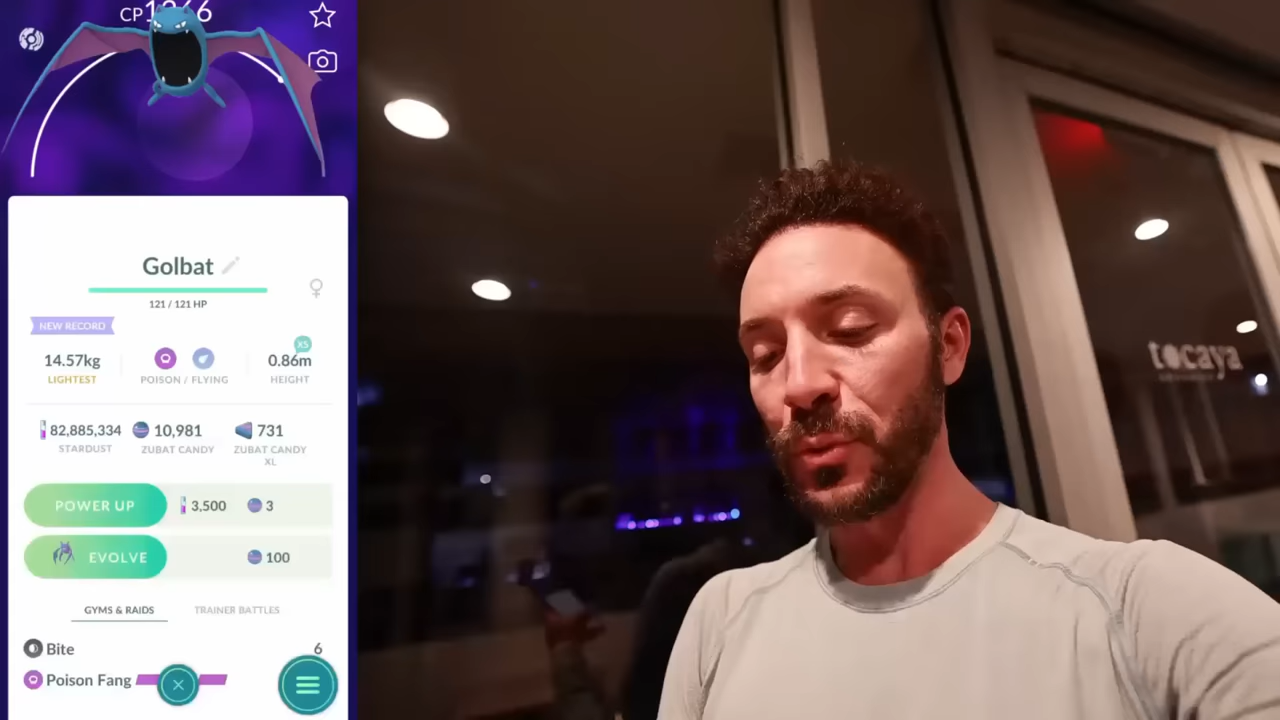 CP
Golbat
121 / 121 HP
NEW RECORD
14.57kg
LIGHTEST
POISON / FLYING
XS
0.86m
HEIGHT
82,885,334
STARDUST
10,981
ZUBAT CANDY
731
ZUBAT CANDY
XL
POWER UP
3,500
3
EVOLVE
100
GYMS & RAIDS
TRAINER BATTLES
Bite
6
Poison Fang
tocaya